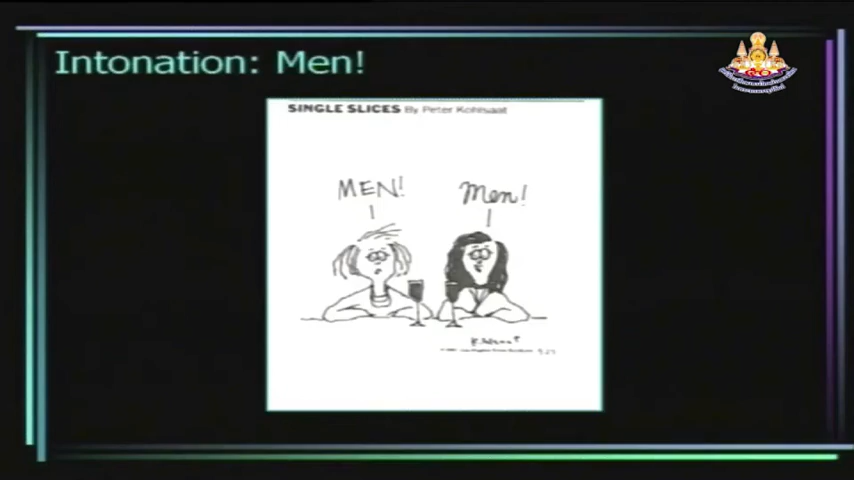 Intonation: Men!
SINGLE SLICES By Peter Kohlsaat
MEN!
Men!